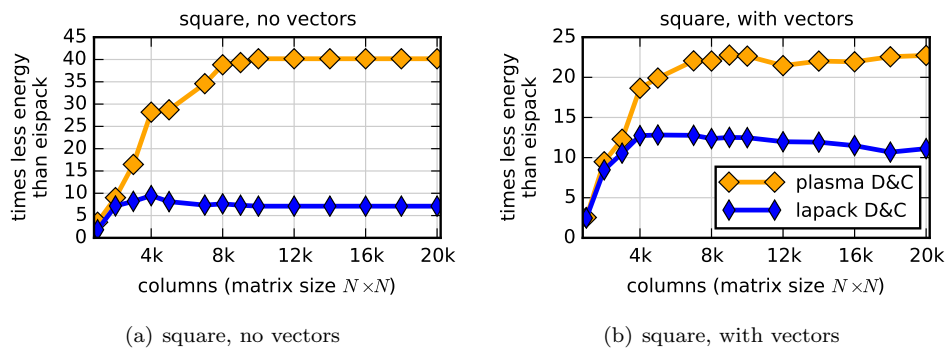 square, no vectors
times less energy
than eispack
45
40
35
30
25
20
15
10
5
0
4k 8k 12k 16k 20k
columns (matrix size N×N)
(a) square, no vectors
square, with vectors
times less energy
than eispack
25
20
15
10
5
0
plasma D&C
lapack D&C
4k 8k 12k 16k 20k
columns (matrix size N×N)
(b) square, with vectors